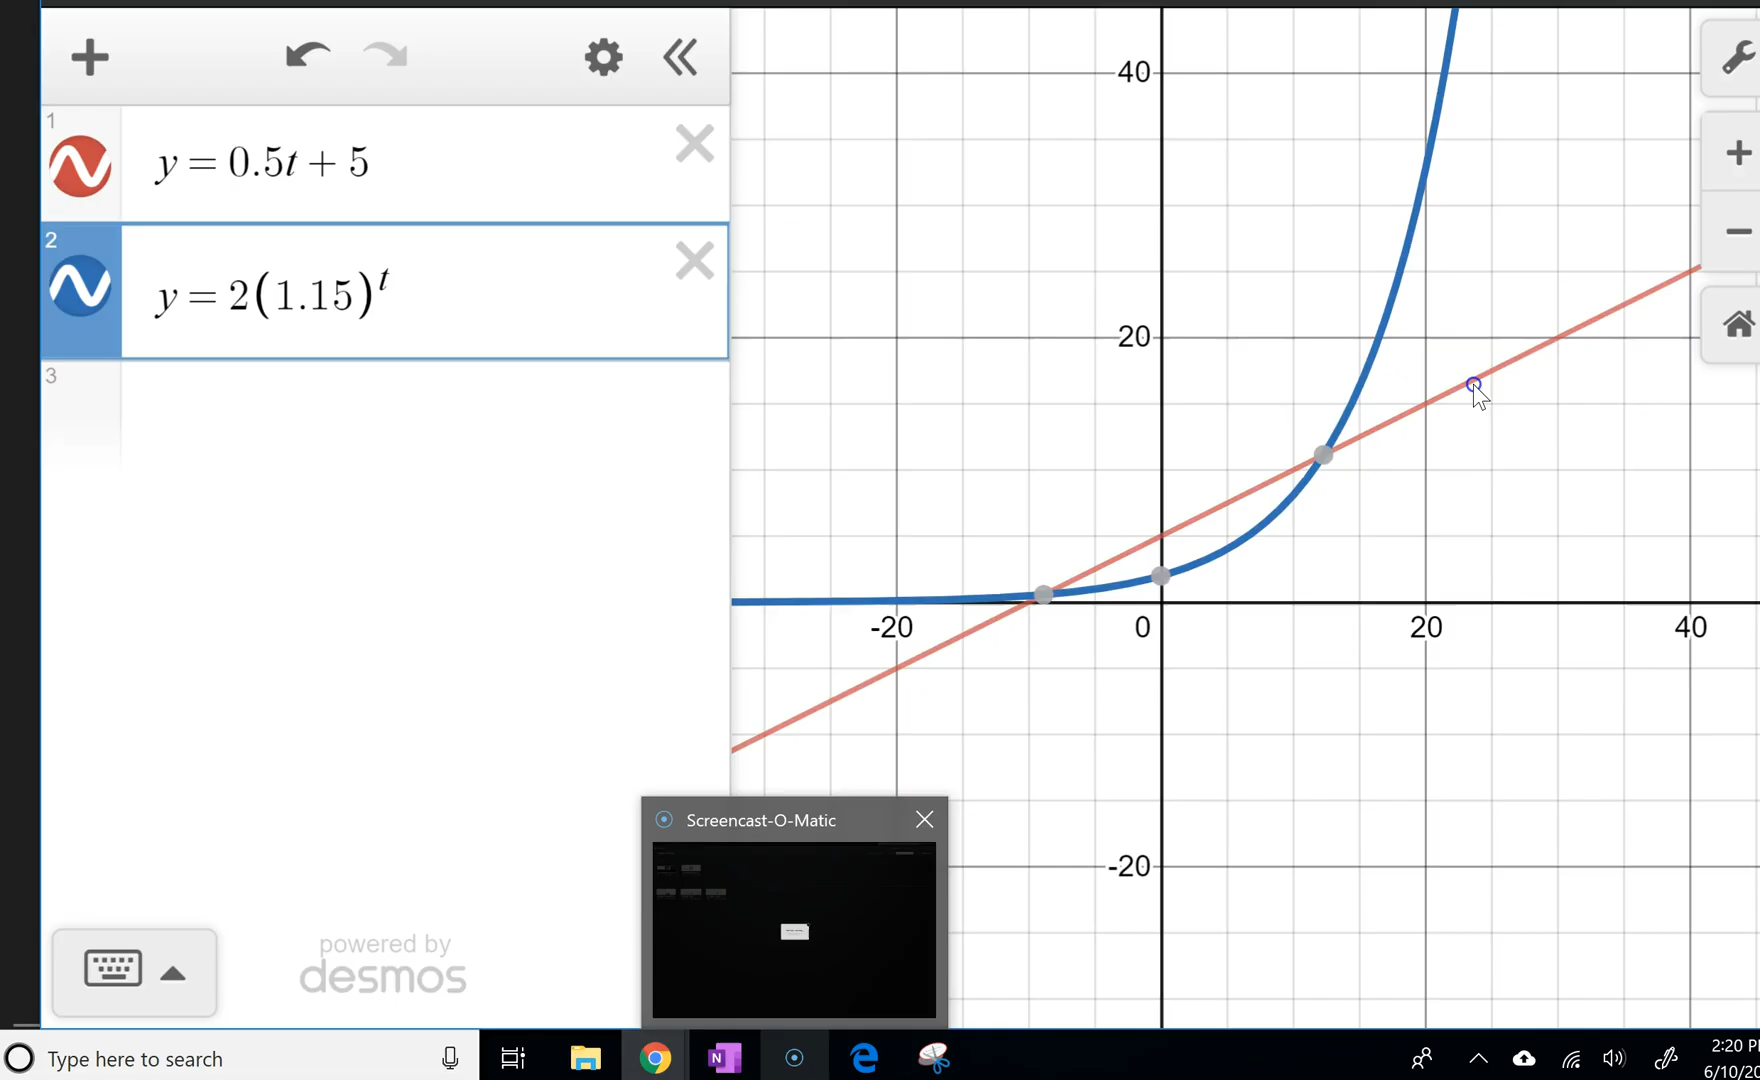 1
y = 0.5t + 5
2
y = 2(1.15)^t
3
40
20
-20
0
20
40
-20
powered by
desmos
Screencast-O-Matic
Type here to search
N
2:20 P
6/10/20